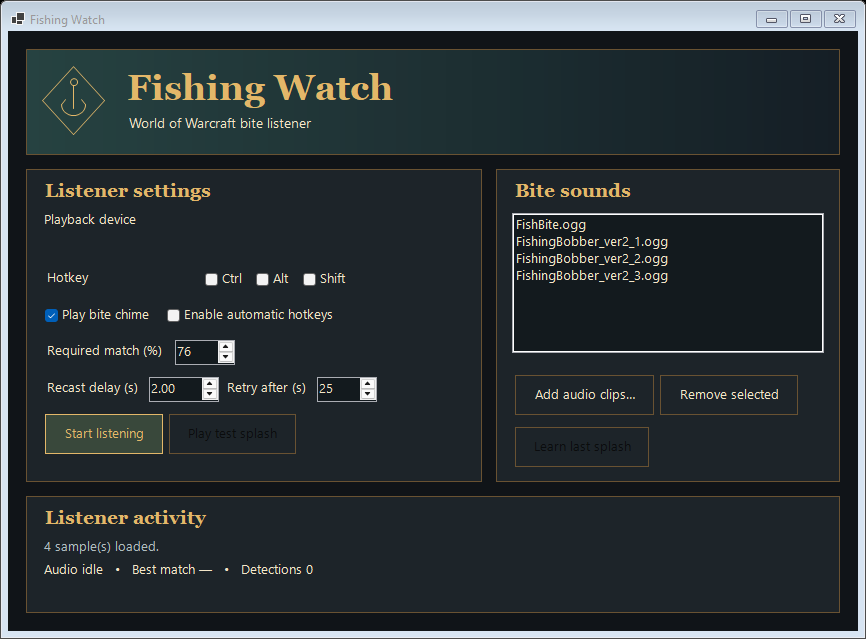 Fishing Watch
Fishing Watch
World of Warcraft bite listener
Listener settings
Playback device
Hotkey
Ctrl
Alt
Shift
Play bite chime
Enable automatic hotkeys
Required match (%)
76
Recast delay (s)
2.00
Retry after (s)
25
Start listening
Play test splash
Bite sounds
FishBite.ogg
FishingBobber_ver2_1.ogg
FishingBobber_ver2_2.ogg
FishingBobber_ver2_3.ogg
Add audio clips...
Remove selected
Learn last splash
Listener activity
4 sample(s) loaded.
Audio idle • Best match — • Detections 0